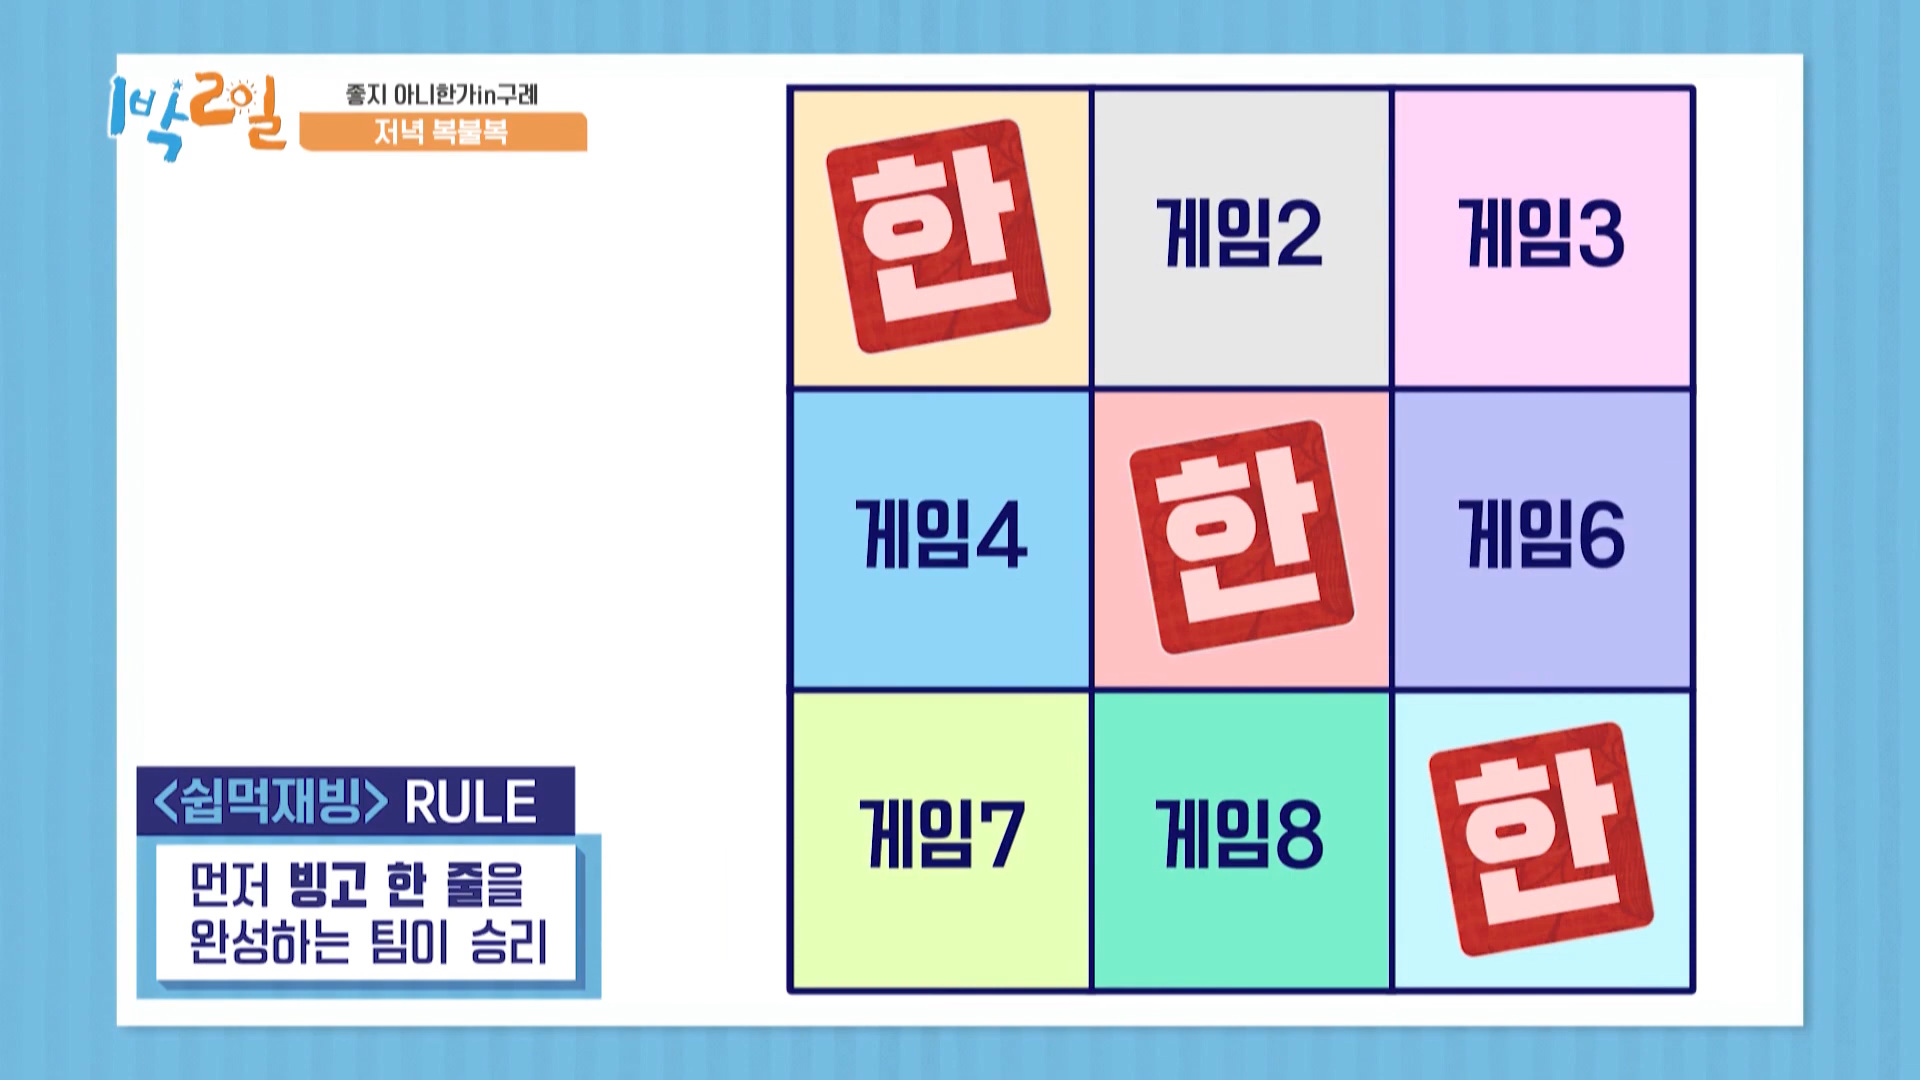 1박2일
좋지 아니한가in구례
저녁 복불복
한
게임2
게임3
게임4
한
게임6
게임7
게임8
한
<쉽먹재빙> RULE
먼저 빙고 한 줄을
완성하는 팀이 승리